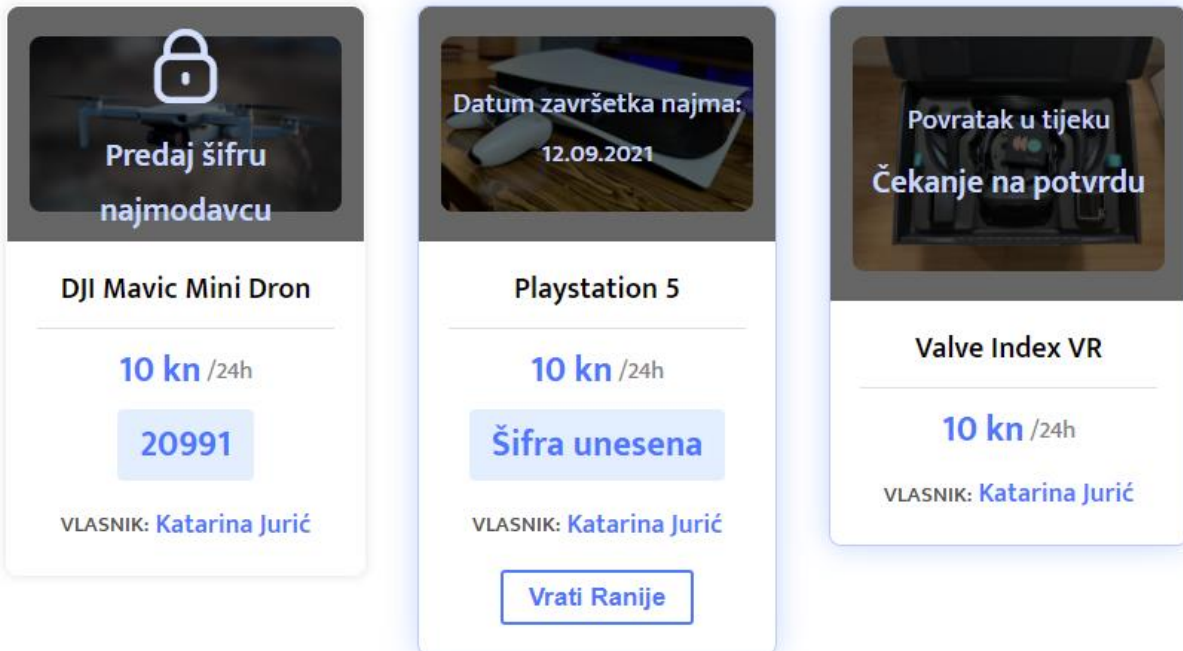 Predaj šifru
najmodavcu
DJI Mavic Mini Dron
10 kn /24h
20991
VLASNIK: Katarina Jurić
Datum završetka najma:
12.09.2021
Playstation 5
10 kn /24h
Šifra unesena
VLASNIK: Katarina Jurić
Vrati Ranije
Povratak u tijeku
Čekanje na potvrdu
Valve Index VR
10 kn /24h
VLASNIK: Katarina Jurić